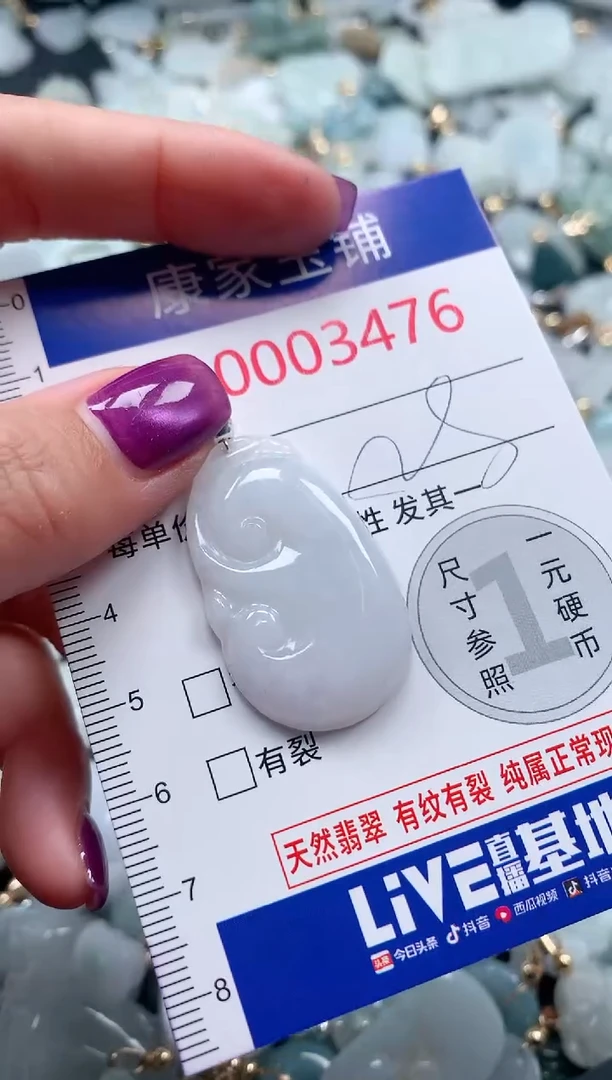 康家玉铺
0003476
每单价
性 发其一
0
1
4
5
6
7
8
尺寸参照
1
一元硬币
有裂
天然翡翠 有纹有裂 纯属正常现
LiVE直播基地
头条 今日头条 抖音 西瓜视频 抖音